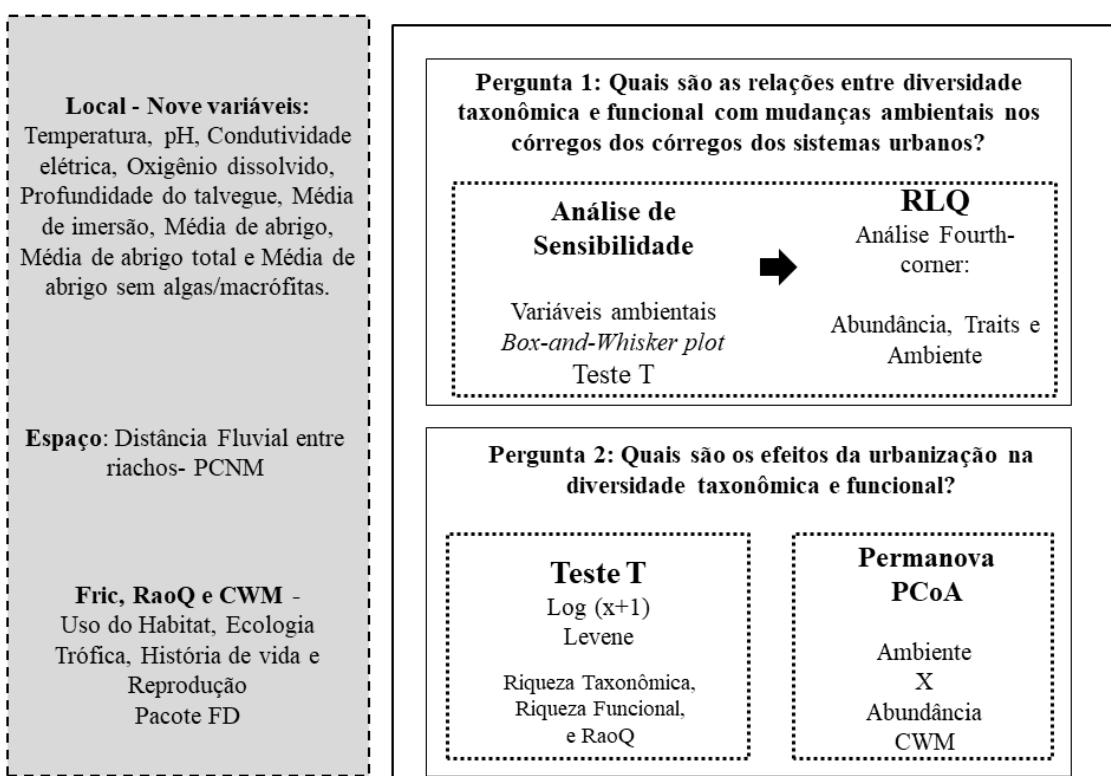 Local - Nove variáveis:
Temperatura, pH, Condutividade
elétrica, Oxigênio dissolvido,
Profundidade do talvegue, Média
de imersão, Média de abrigo,
Média de abrigo total e Média de
abrigo sem algas/macrófitas.
Espaço: Distância Fluvial entre
riachos- PCNM
Fric, RaoQ e CWM -
Uso do Habitat, Ecologia
Trófica, História de vida e
Reprodução
Pacote FD
Pergunta 1: Quais são as relações entre diversidade
taxonômica e funcional com mudanças ambientais nos
córregos dos córregos dos sistemas urbanos?
Análise de
Sensibilidade
Variáveis ambientais
Box-and-Whisker plot
Teste T
RLQ
Análise Fourth-
corner:
Abundância, Traits e
Ambiente
Pergunta 2: Quais são os efeitos da urbanização na
diversidade taxonômica e funcional?
Teste T
Log (x+1)
Levene
Riqueza Taxonômica,
Riqueza Funcional,
e RaoQ
Permanova
PCoA
Ambiente
X
Abundância
CWM